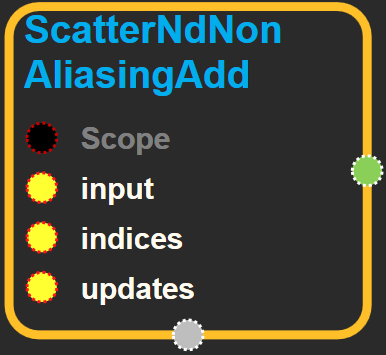 ScatterNdNon
AliasingAdd
Scope
input
indices
updates